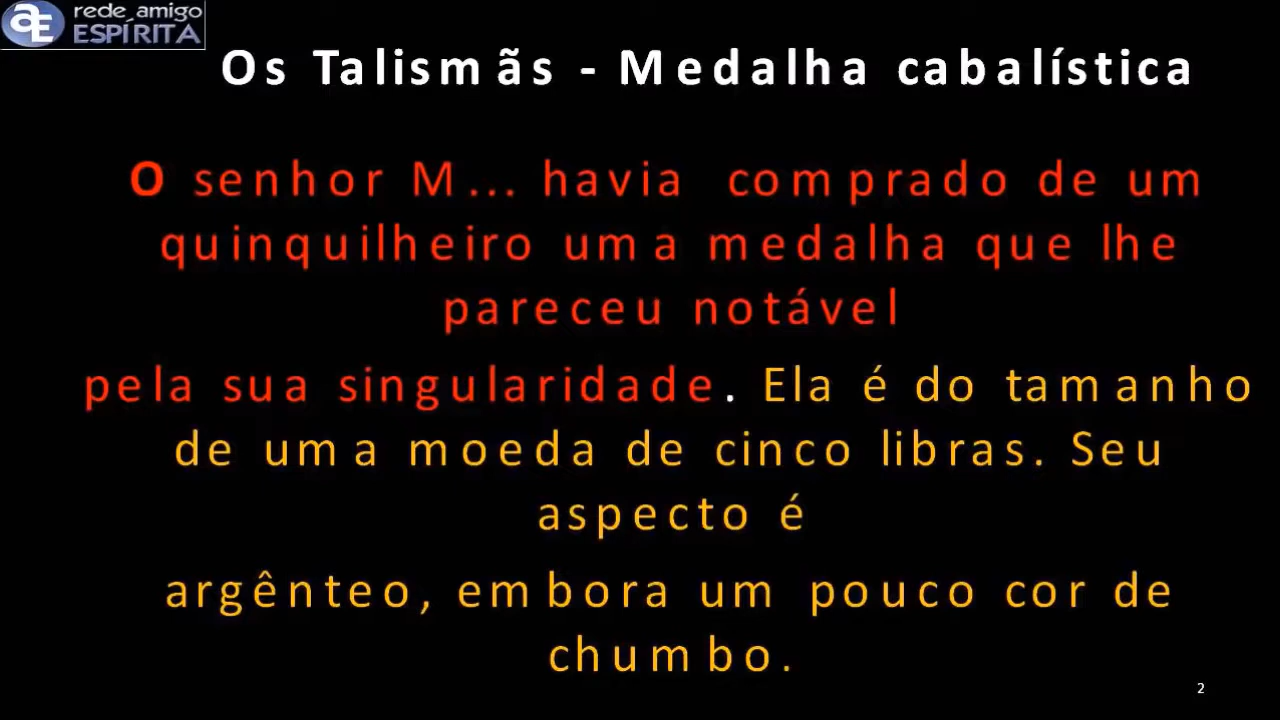 rede amigo
ESPÍRITA
Os Talismãs - Medalha cabalística
O senhor M... havia comprado de um
quinquilheiro uma medalha que lhe
pareceu notável
pela sua singularidade. Ela é do tamanho
de uma moeda de cinco libras. Seu
aspecto é
argênteo, embora um pouco cor de
chumbo.
2